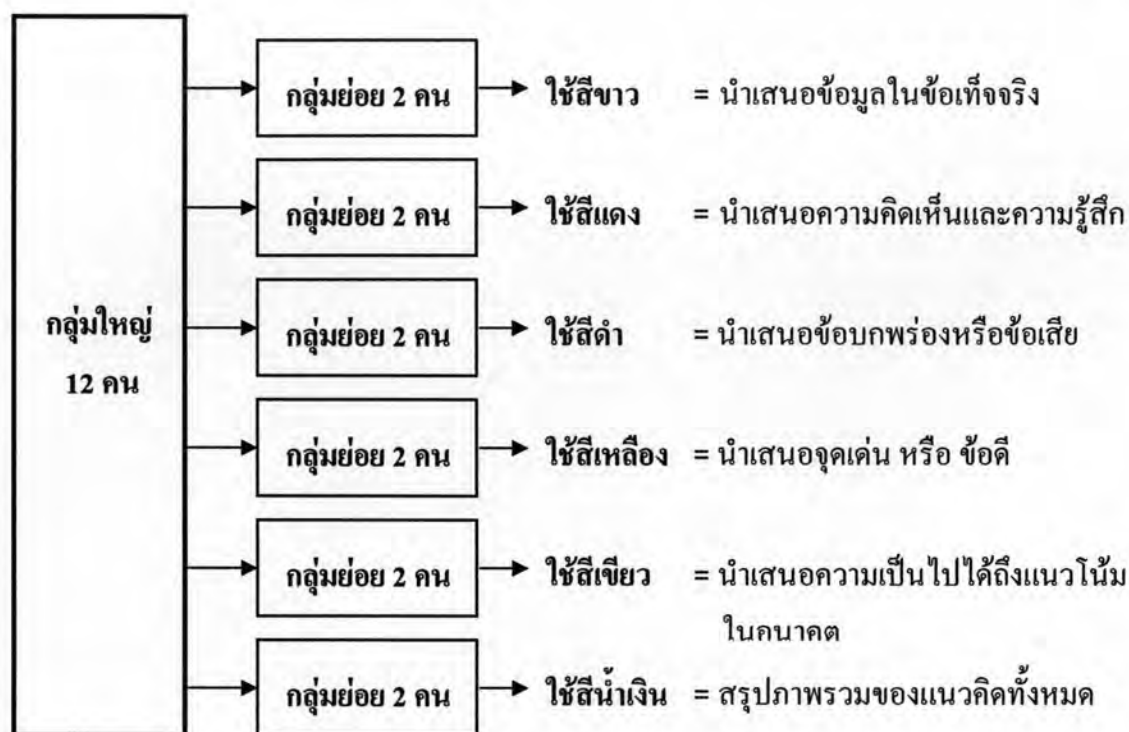 กลุ่มใหญ่
12 คน
กลุ่มย่อย 2 คน ใช้สีขาว = นำเสนอข้อมูลในข้อเท็จจริง
กลุ่มย่อย 2 คน ใช้สีแดง = นำเสนอความคิดเห็นและความรู้สึก
กลุ่มย่อย 2 คน ใช้สีดำ = นำเสนอข้อบกพร่องหรือข้อเสีย
กลุ่มย่อย 2 คน ใช้สีเหลือง = นำเสนอจุดเด่น หรือ ข้อดี
กลุ่มย่อย 2 คน ใช้สีเขียว = นำเสนอความเป็นไปได้ถึงแนวโน้ม
ในอนาคต
กลุ่มย่อย 2 คน ใช้สีน้ำเงิน = สรุปภาพรวมของแนวคิดทั้งหมด